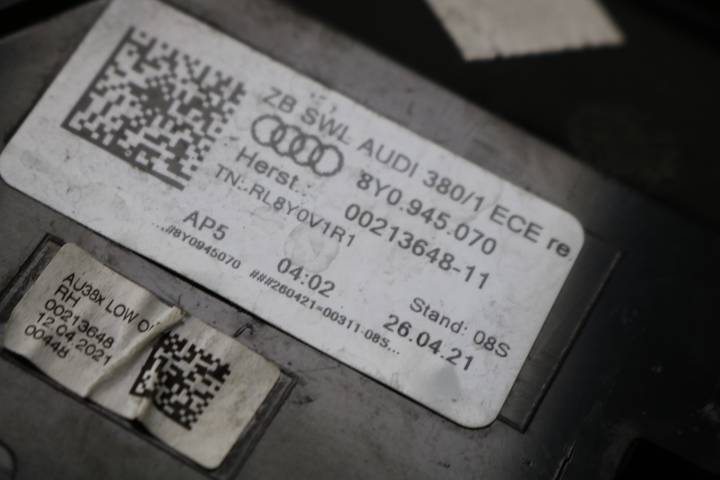 ZB SWL AUDI 380/1 ECE re
8Y0.945.070
Herst.: 00213648-11
TN.-RL8Y0V1R1
AP5 04:02 Stand: 08S
26.04.21
...#8Y0945070 ###260421=00311-08S...
AU38x LOW
RH
00213648
12.04.2021
00448